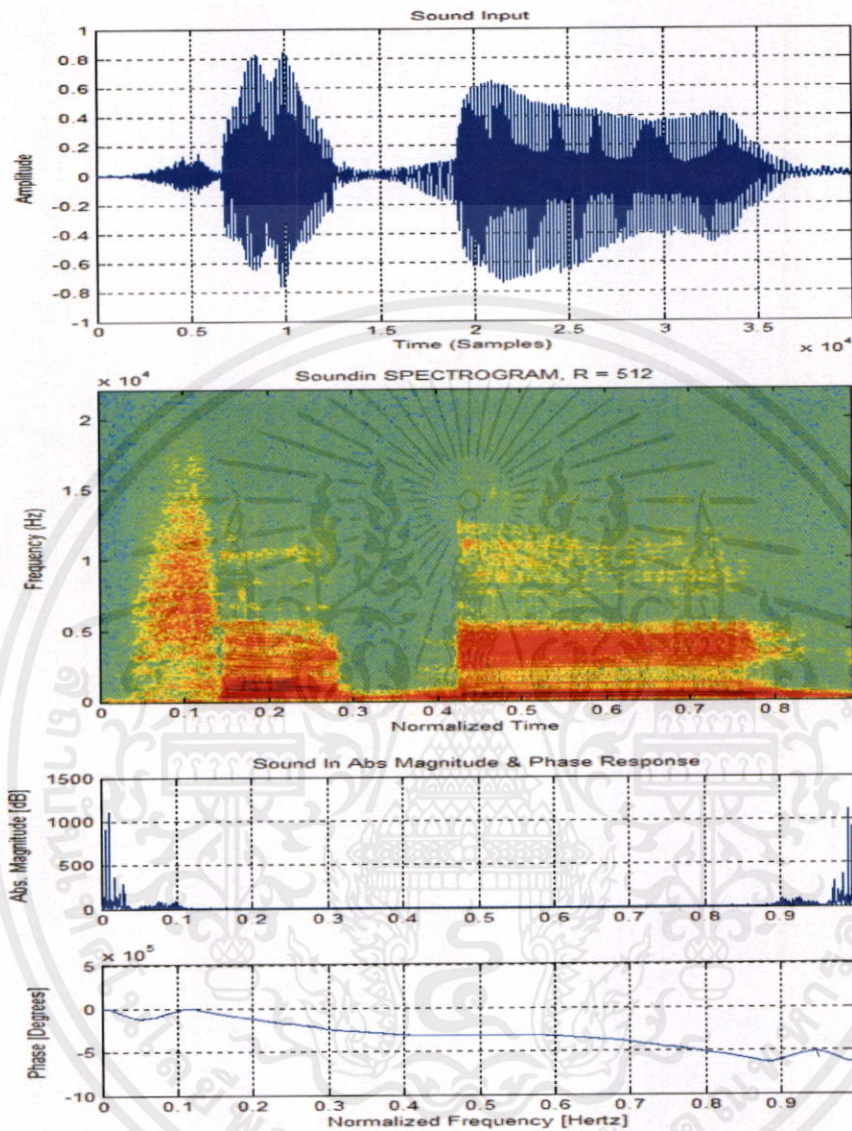 Sound Input
1
0.8
0.6
0.4
0.2
0
-0.2
-0.4
-0.6
-0.8
-1
Amplitude
0 0.5 1 1.5 2 2.5 3 3.5
Time (Samples)
x 10^4
Soundin SPECTROGRAM, R = 512
x 10^4
2
1.5
1
0.5
0
Frequency (Hz)
0 0.1 0.2 0.3 0.4 0.5 0.6 0.7 0.8
Normalized Time
Sound In Abs Magnitude & Phase Response
1500
1000
500
0
Abs. Magnitude [dB]
0 0.1 0.2 0.3 0.4 0.5 0.6 0.7 0.8 0.9
x 10^5
5
0
-5
-10
Phase [Degrees]
0 0.1 0.2 0.3 0.4 0.5 0.6 0.7 0.8 0.9
Normalized Frequency [Hertz]